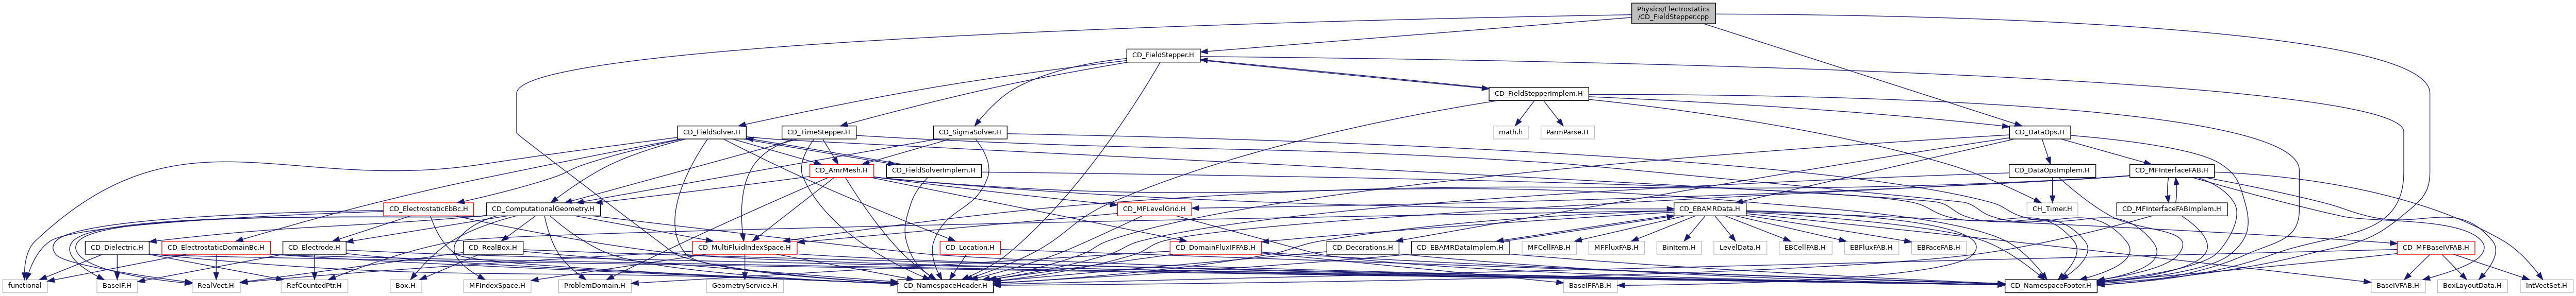 Physics/Electrostatics
/CD_FieldStepper.cpp
CD_FieldStepper.H
CD_FieldStepperImplem.H
CD_FieldSolver.H
CD_TimeStepper.H
CD_SigmaSolver.H
math.h
ParmParse.H
CD_DataOps.H
CD_AmrMesh.H
CD_FieldSolverImplem.H
CD_DataOpsImplem.H
CD_MFInterfaceFAB.H
CD_ElectrostaticEbBc.H
CD_ComputationalGeometry.H
CD_MFLevelGrid.H
CD_EBAMRData.H
CH_Timer.H
CD_MFInterfaceFABImplem.H
CD_Dielectric.H
CD_ElectrostaticDomainBc.H
CD_Electrode.H
CD_RealBox.H
CD_MultiFluidIndexSpace.H
CD_Location.H
CD_DomainFluxIFFAB.H
CD_Decorations.H
CD_EBAMRDataImplem.H
MFCellFAB.H
MFFluxFAB.H
BinItem.H
LevelData.H
EBCellFAB.H
EBFluxFAB.H
EBFaceFAB.H
CD_MFBaseIVFAB.H
functional
BaseIF.H
RealVect.H
RefCountedPtr.H
Box.H
MFIndexSpace.H
ProblemDomain.H
GeometryService.H
CD_NamespaceHeader.H
BaseIFFAB.H
CD_NamespaceFooter.H
BaseIVFAB.H
BoxLayoutData.H
IntVectSet.H